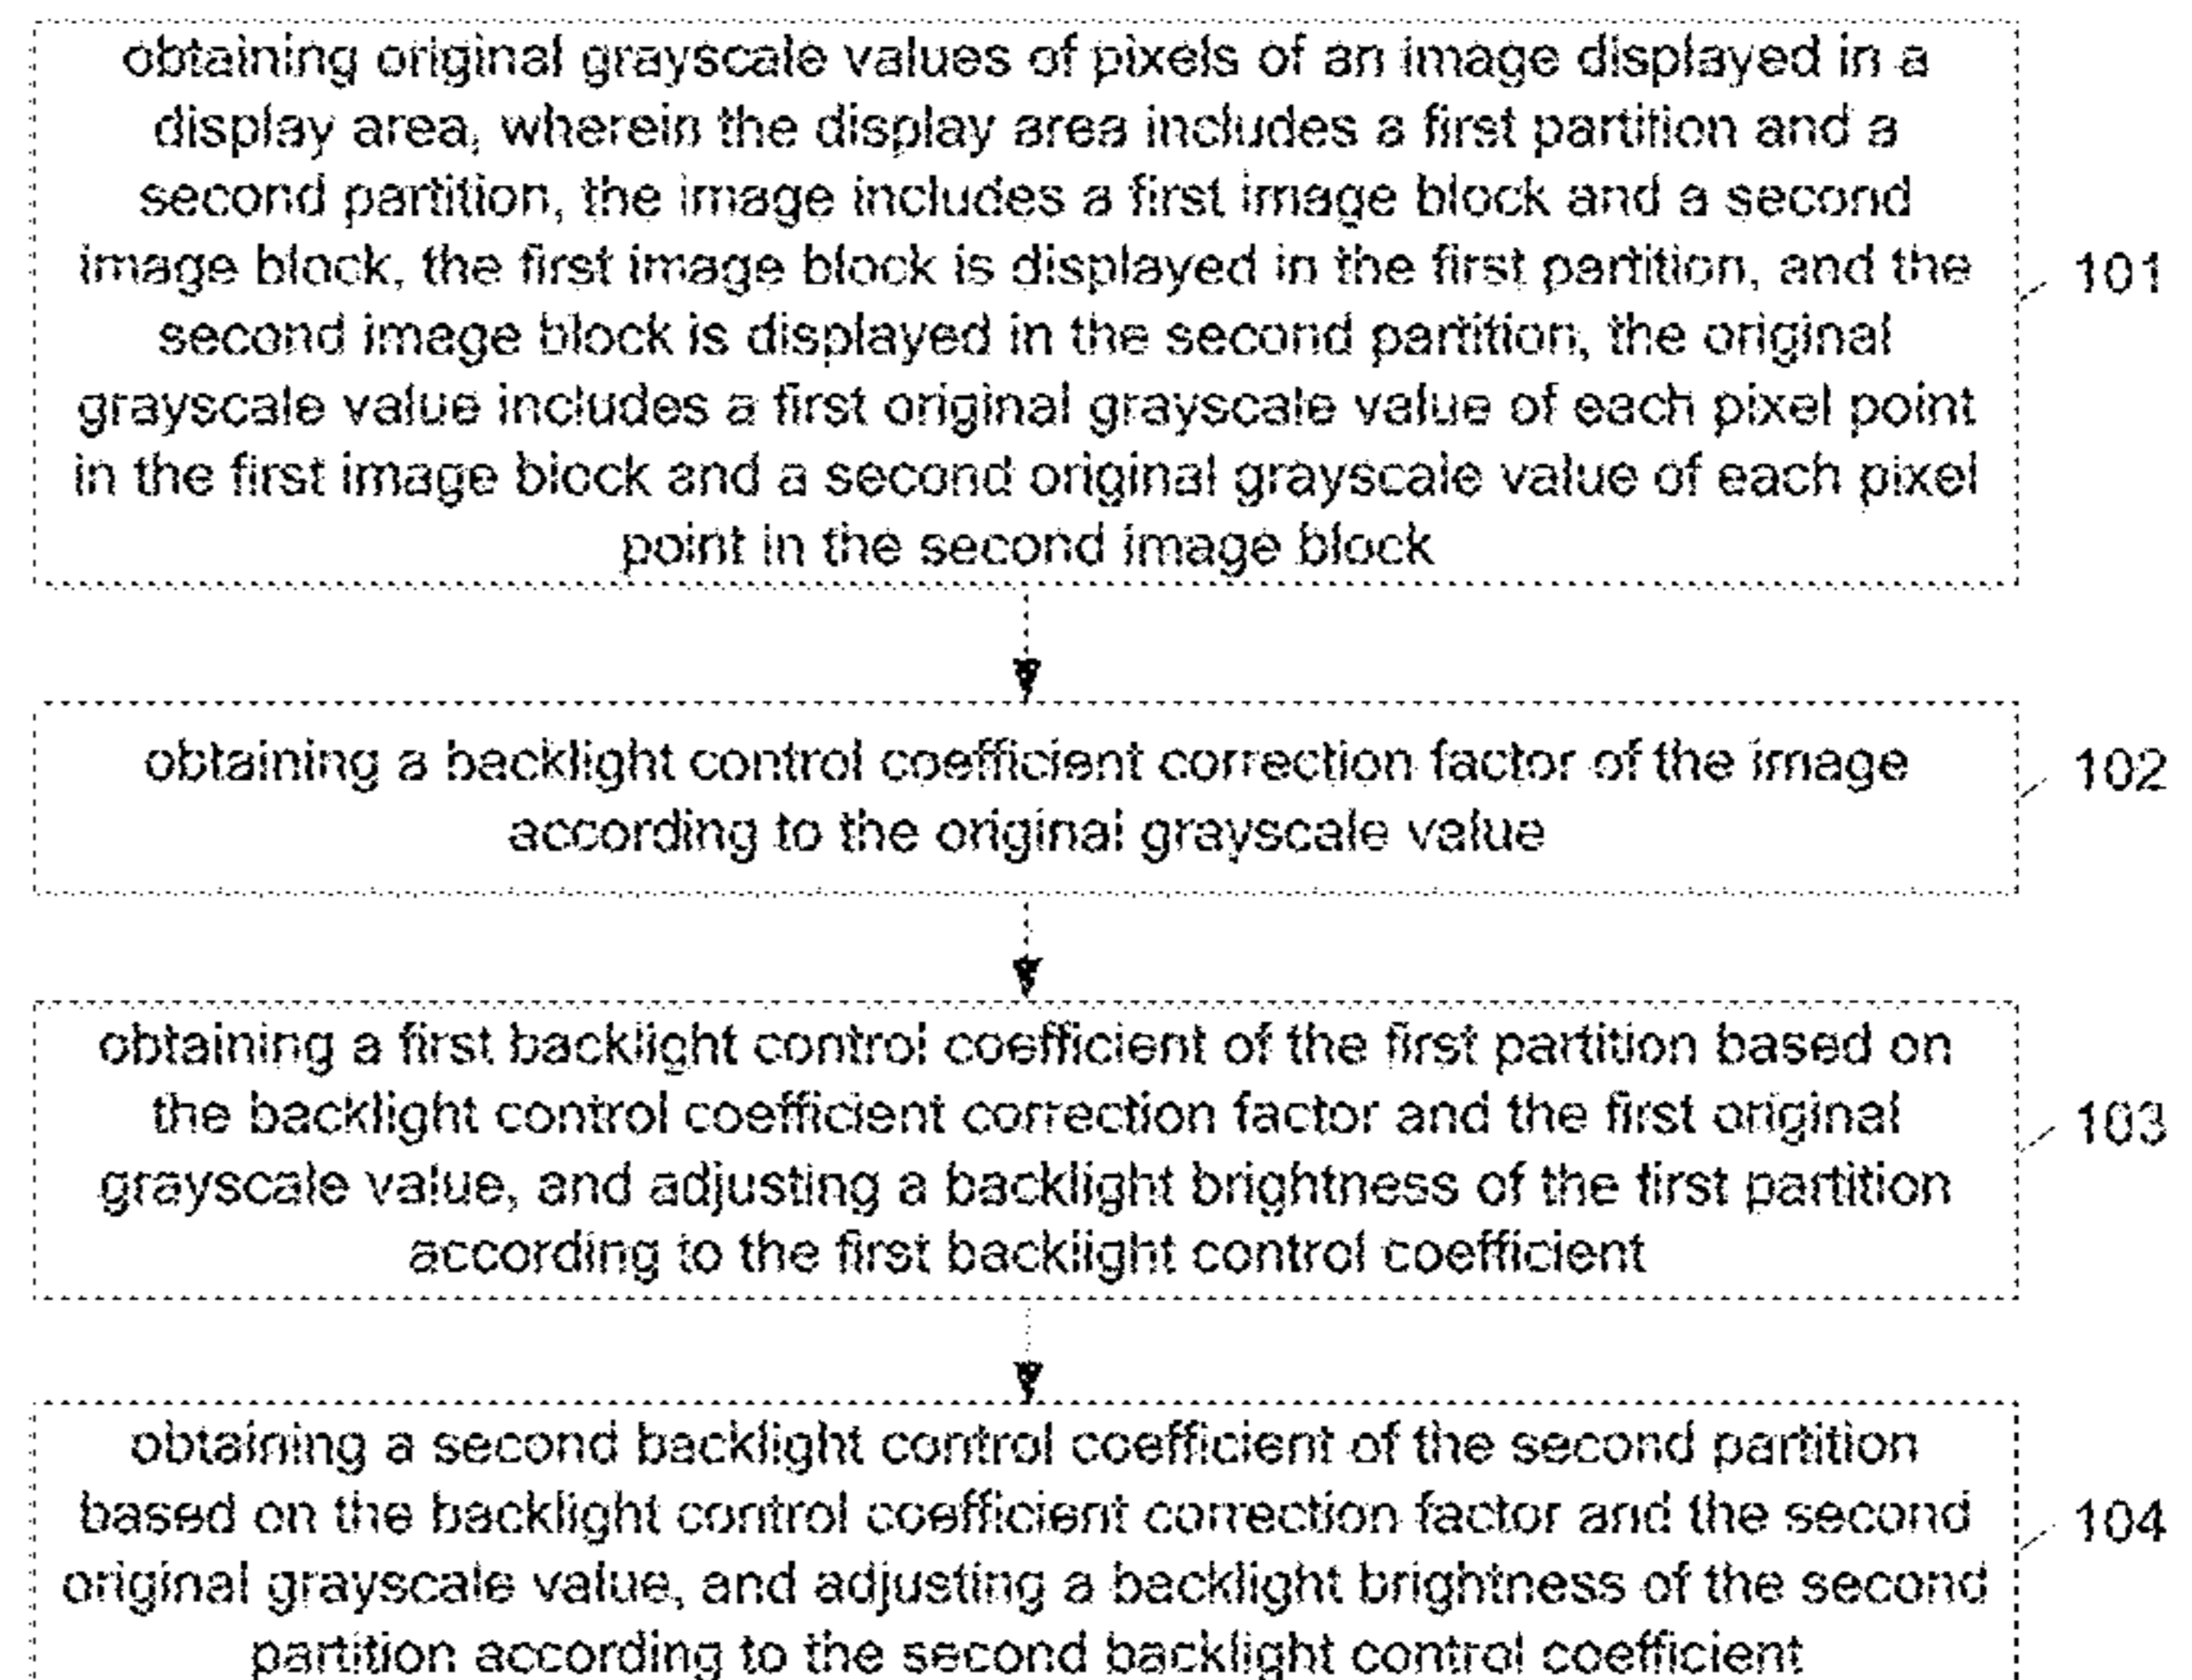 obtaining original grayscale values of pixels of an image displayed in a
display area, wherein the display area includes a first partition and a
second partition, the image includes a first image block and a second
image block, the first image block is displayed in the first partition, and the
second image block is displayed in the second partition, the original
grayscale value includes a first original grayscale value of each pixel point
in the first image block and a second original grayscale value of each pixel
point in the second image block
101
obtaining a backlight control coefficient correction factor of the image
according to the original grayscale value
102
obtaining a first backlight control coefficient of the first partition based on
the backlight control coefficient correction factor and the first original
grayscale value, and adjusting a backlight brightness of the first partition
according to the first backlight control coefficient
103
obtaining a second backlight control coefficient of the second partition
based on the backlight control coefficient correction factor and the second
original grayscale value, and adjusting a backlight brightness of the second
partition according to the second backlight control coefficient
104